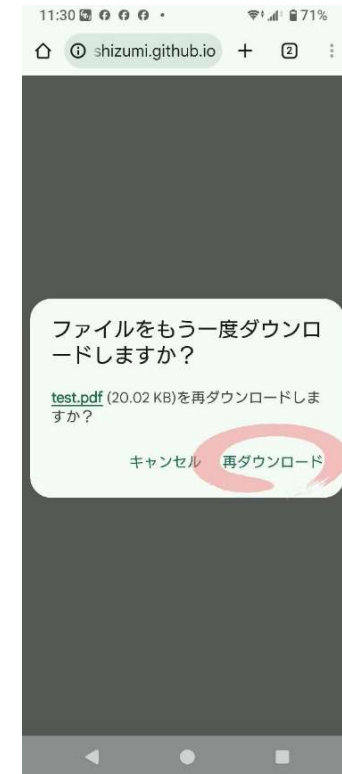 11:30 71%
shizumi.github.io 2
ファイルをもう一度ダウンロ
ードしますか？
test.pdf (20.02 KB)を再ダウンロードしま
すか？
キャンセル 再ダウンロード